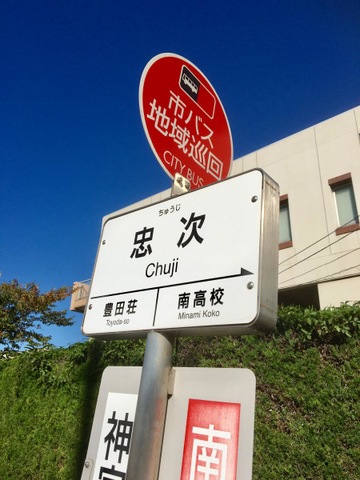 市バス
地域巡回
CITY BUS
ちゅうじ
忠次
Chuji
豊田荘
Toyoda-so
南高校
Minami Koko
神宮
南